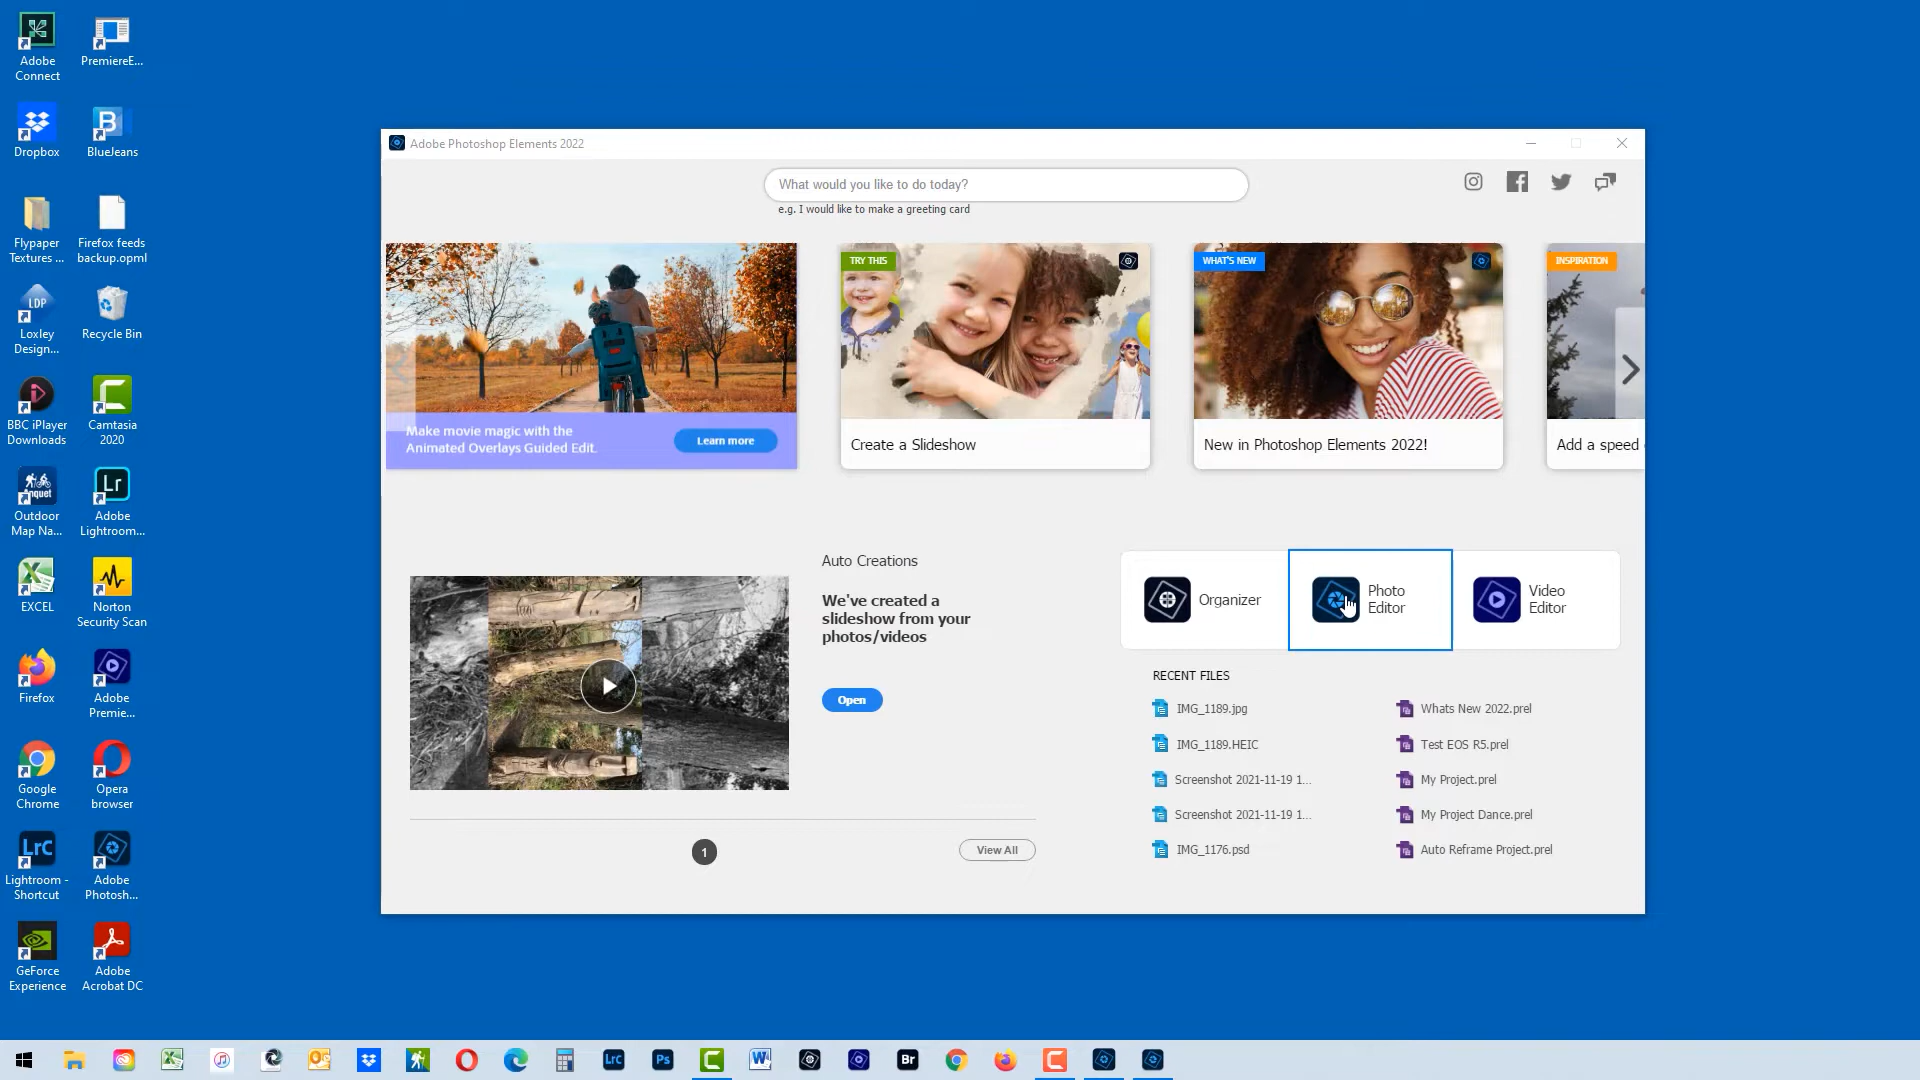 Adobe
Connect
PremiereE...
Dropbox
BlueJeans
Flypaper
Textures ...
Firefox feeds
backup.opml
LDP
Loxley
Design...
Recycle Bin
BBC iPlayer
Downloads
Camtasia
2020
Outdoor
Map Na...
Lr
Adobe
Lightroom...
EXCEL
Norton
Security Scan
Firefox
Adobe
Premie...
Google
Chrome
Opera
browser
LrC
Lightroom -
Shortcut
Adobe
Photosh...
GeForce
Experience
Adobe
Acrobat DC
Adobe Photoshop Elements 2022
What would you like to do today?
e.g. I would like to make a greeting card
Make movie magic with the
Animated Overlays Guided Edit.
Learn more
TRY THIS
Create a Slideshow
WHAT'S NEW
New in Photoshop Elements 2022!
INSPIRATION
Add a speed
Auto Creations
We've created a
slideshow from your
photos/videos
Open
1
View All
Organizer
Photo
Editor
Video
Editor
RECENT FILES
IMG_1189.jpg
IMG_1189.HEIC
Screenshot 2021-11-19 1...
Screenshot 2021-11-19 1...
IMG_1176.psd
Whats New 2022.prel
Test EOS R5.prel
My Project.prel
My Project Dance.prel
Auto Reframe Project.prel
LrC
Ps
Br